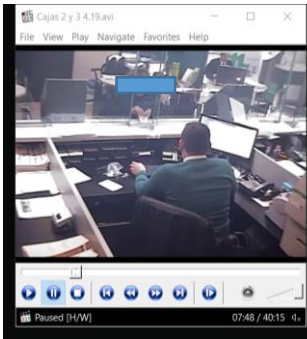 Cajas 2 y 3 4.19.avi
File View Play Navigate Favorites Help
Paused [H/W]
07:48 / 40:15